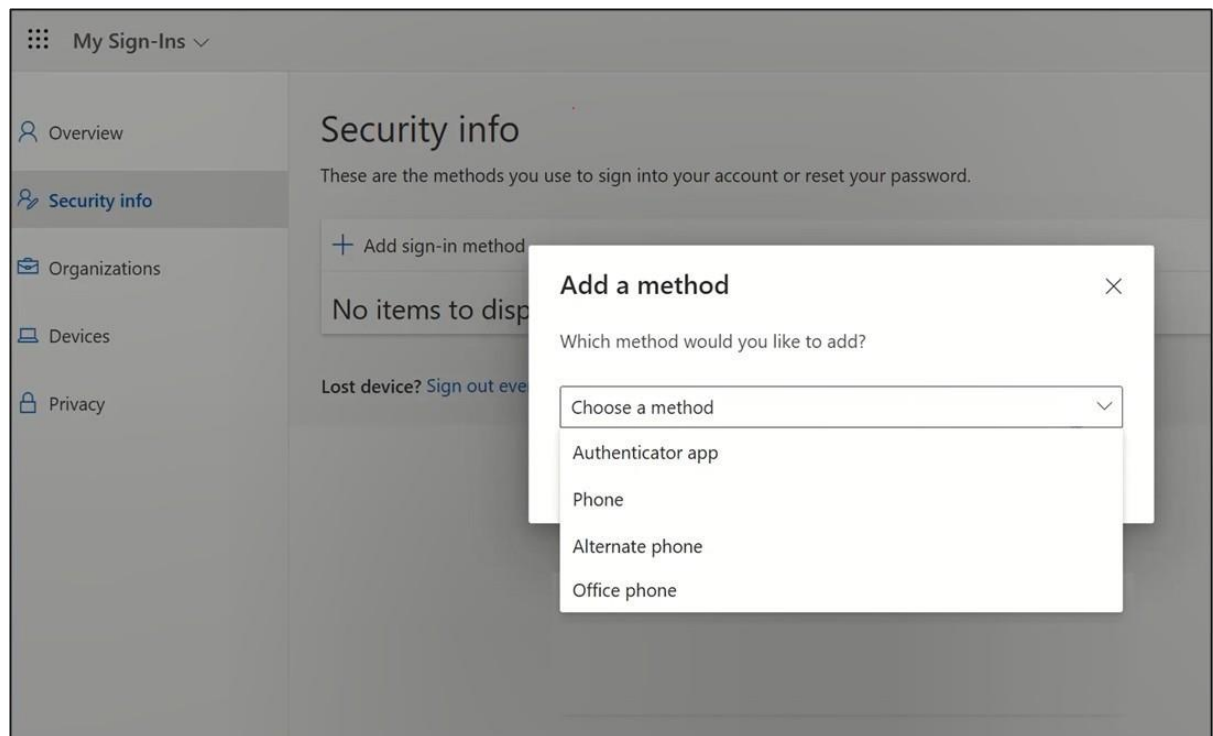 My Sign-Ins
Overview
Security info
Organizations
Devices
Privacy
Security info
These are the methods you use to sign into your account or reset your password.
Add sign-in method
No items to disp
Lost device? Sign out eve
Add a method
Which method would you like to add?
Choose a method
Authenticator app
Phone
Alternate phone
Office phone